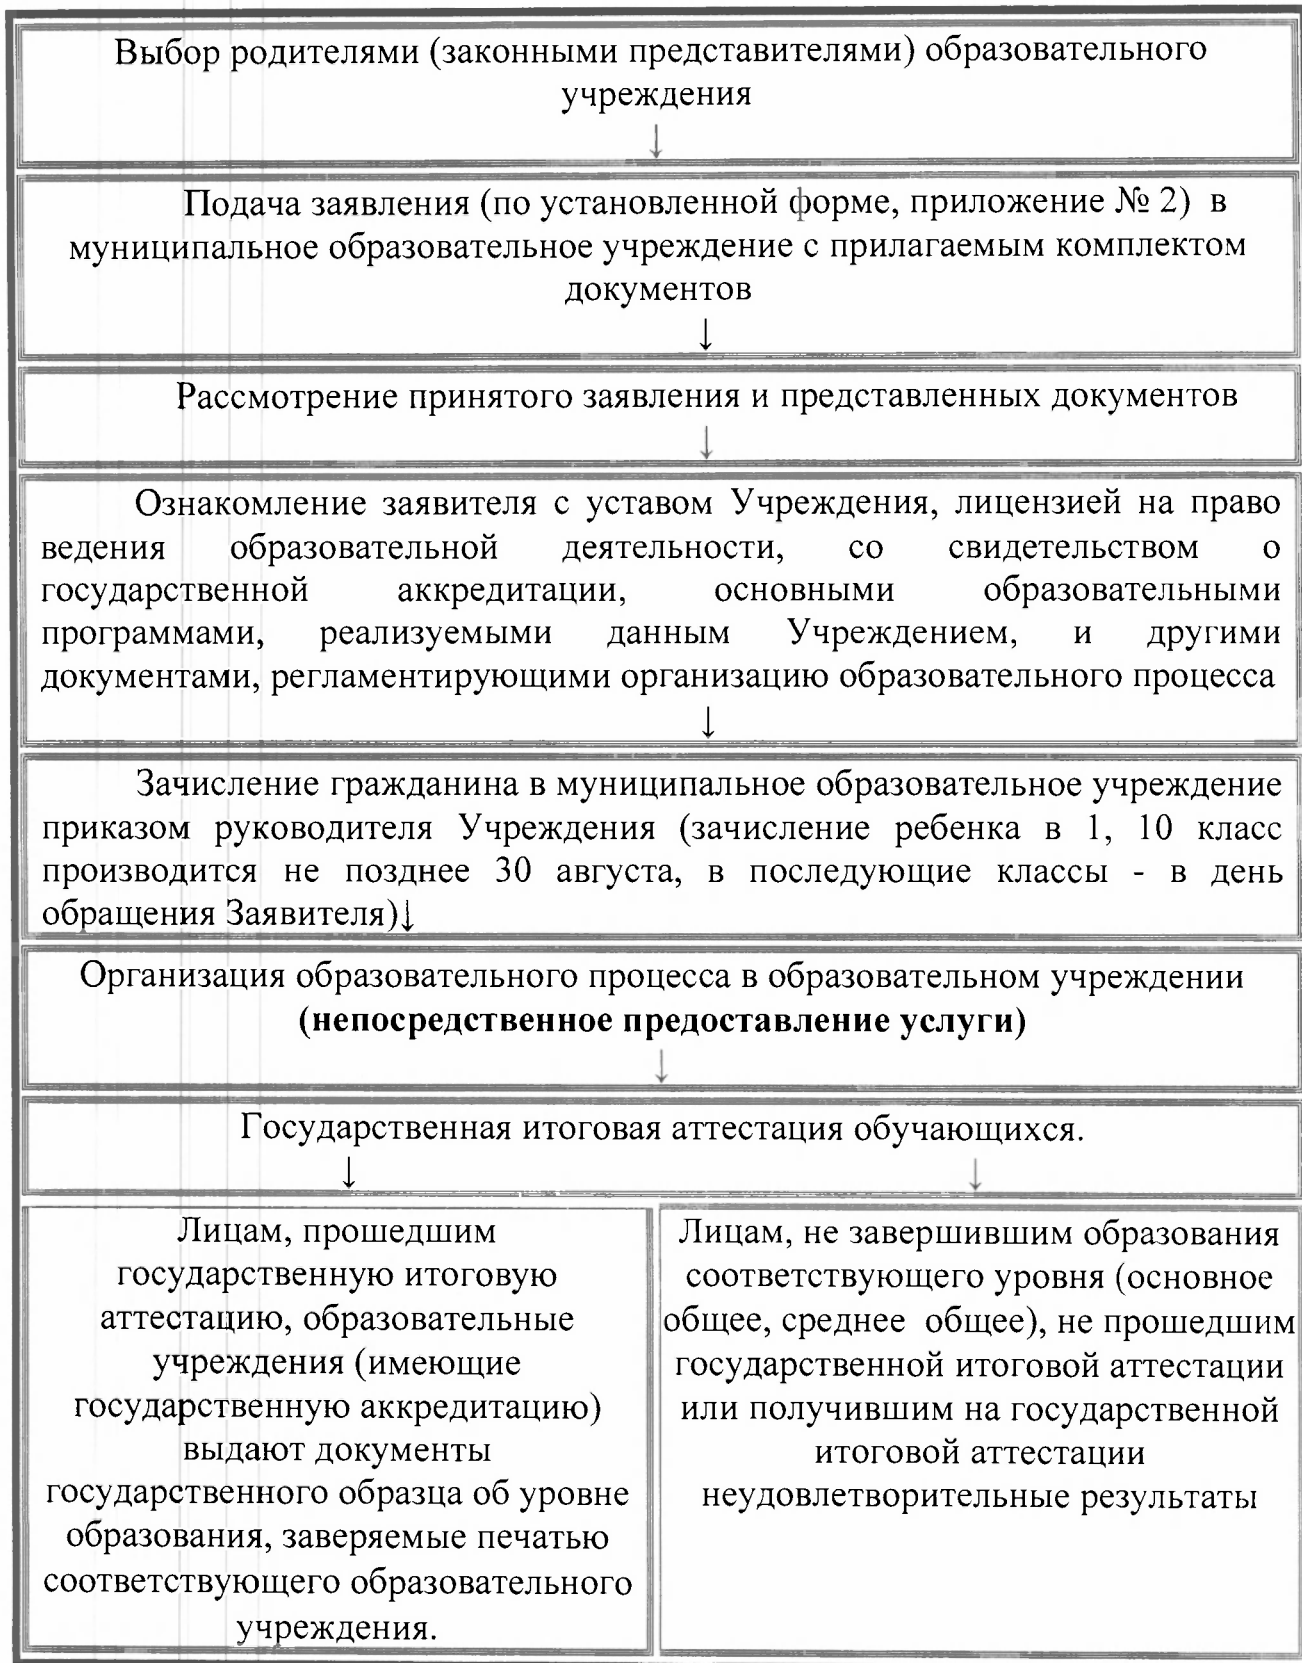 Выбор родителями (законными представителями) образовательного
учреждения
↓
Подача заявления (по установленной форме, приложение № 2) в
муниципальное образовательное учреждение с прилагаемым комплектом
документов
↓
Рассмотрение принятого заявления и представленных документов
↓
Ознакомление заявителя с уставом Учреждения, лицензией на право
ведения образовательной деятельности, со свидетельством о
государственной аккредитации, основными образовательными
программами, реализуемыми данным Учреждением, и другими
документами, регламентирующими организацию образовательного процесса
↓
Зачисление гражданина в муниципальное образовательное учреждение
приказом руководителя Учреждения (зачисление ребенка в 1, 10 класс
производится не позднее 30 августа, в последующие классы - в день
обращения Заявителя)↓
Организация образовательного процесса в образовательном учреждении
(непосредственное предоставление услуги)
↓
Государственная итоговая аттестация обучающихся.
↓ ↓
Лицам, прошедшим
государственную итоговую
аттестацию, образовательные
учреждения (имеющие
государственную аккредитацию)
выдают документы
государственного образца об уровне
образования, заверяемые печатью
соответствующего образовательного
учреждения.
Лицам, не завершившим образования
соответствующего уровня (основное
общее, среднее общее), не прошедшим
государственной итоговой аттестации
или получившим на государственной
итоговой аттестации
неудовлетворительные результаты